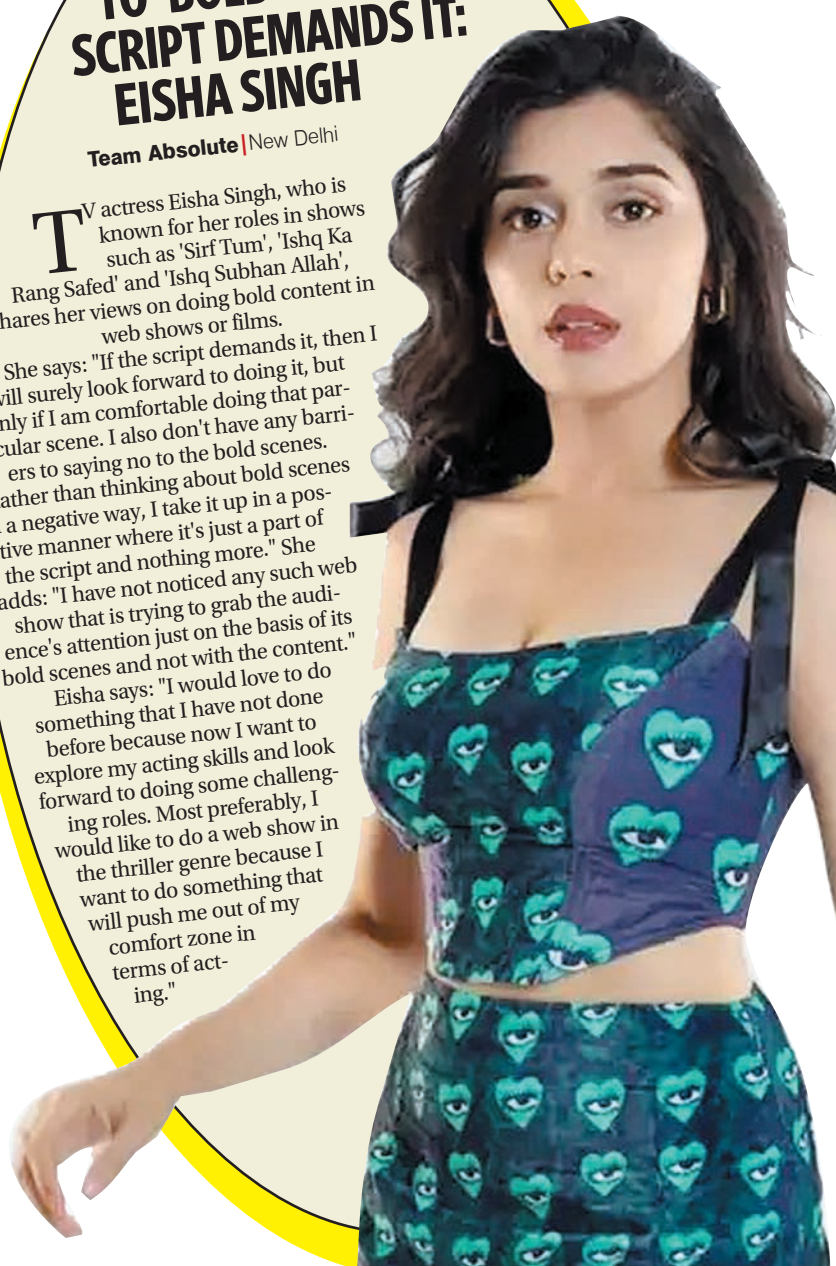 TO 'BOLD
SCRIPT DEMANDS IT:
EISHA SINGH
Team Absolute|New Delhi
TV actress Eisha Singh, who is
known for her roles in shows
such as 'Sirf Tum', 'Ishq Ka
Rang Safed' and 'Ishq Subhan Allah',
hares her views on doing bold content in
web shows or films.
She says: "If the script demands it, then I
will surely look forward to doing it, but
nly if I am comfortable doing that par-
cular scene. I also don't have any barri-
ers to saying no to the bold scenes.
ather than thinking about bold scenes
a negative way, I take it up in a pos-
tive manner where it's just a part of
the script and nothing more." She
adds: "I have not noticed any such web
show that is trying to grab the audi-
ence's attention just on the basis of its
bold scenes and not with the content."
Eisha says: "I would love to do
something that I have not done
before because now I want to
explore my acting skills and look
forward to doing some challeng-
ing roles. Most preferably, I
would like to do a web show in
the thriller genre because I
want to do something that
will push me out of my
comfort zone in
terms of act-
ing."